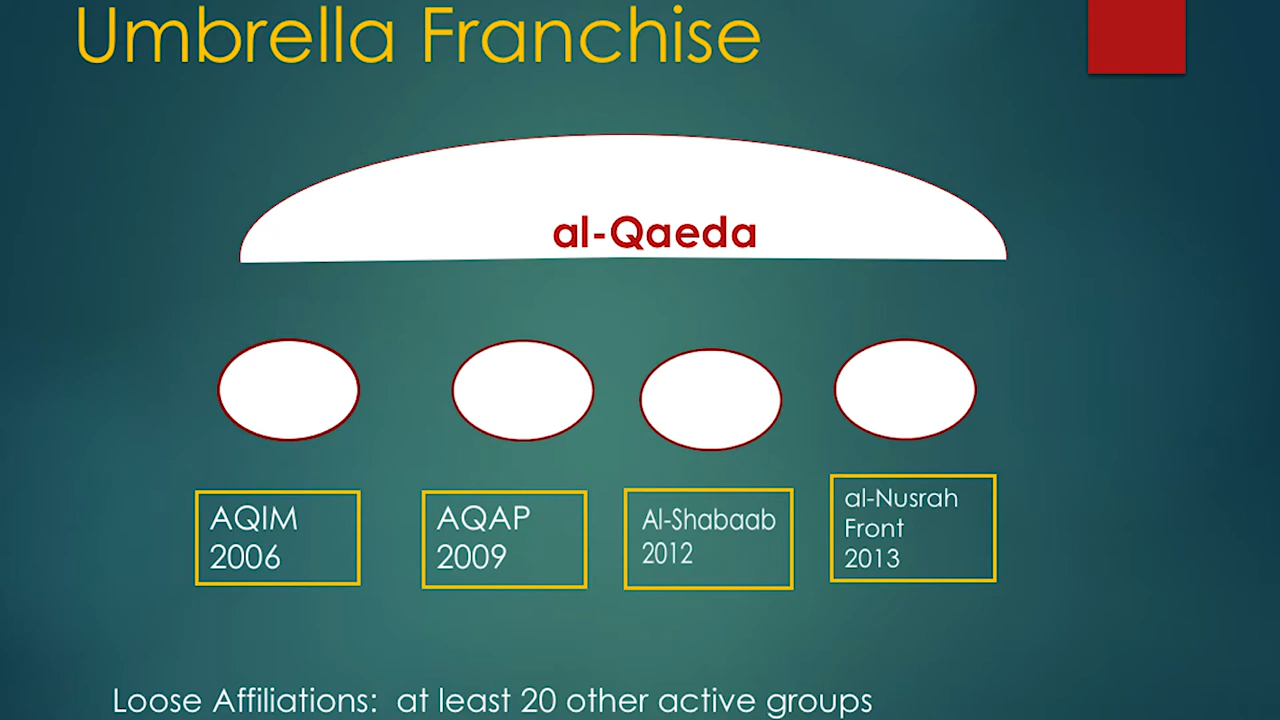 Umbrella Franchise
al-Qaeda
AQIM
2006
AQAP
2009
Al-Shabaab
2012
al-Nusrah
Front
2013
Loose Affiliations: at least 20 other active groups